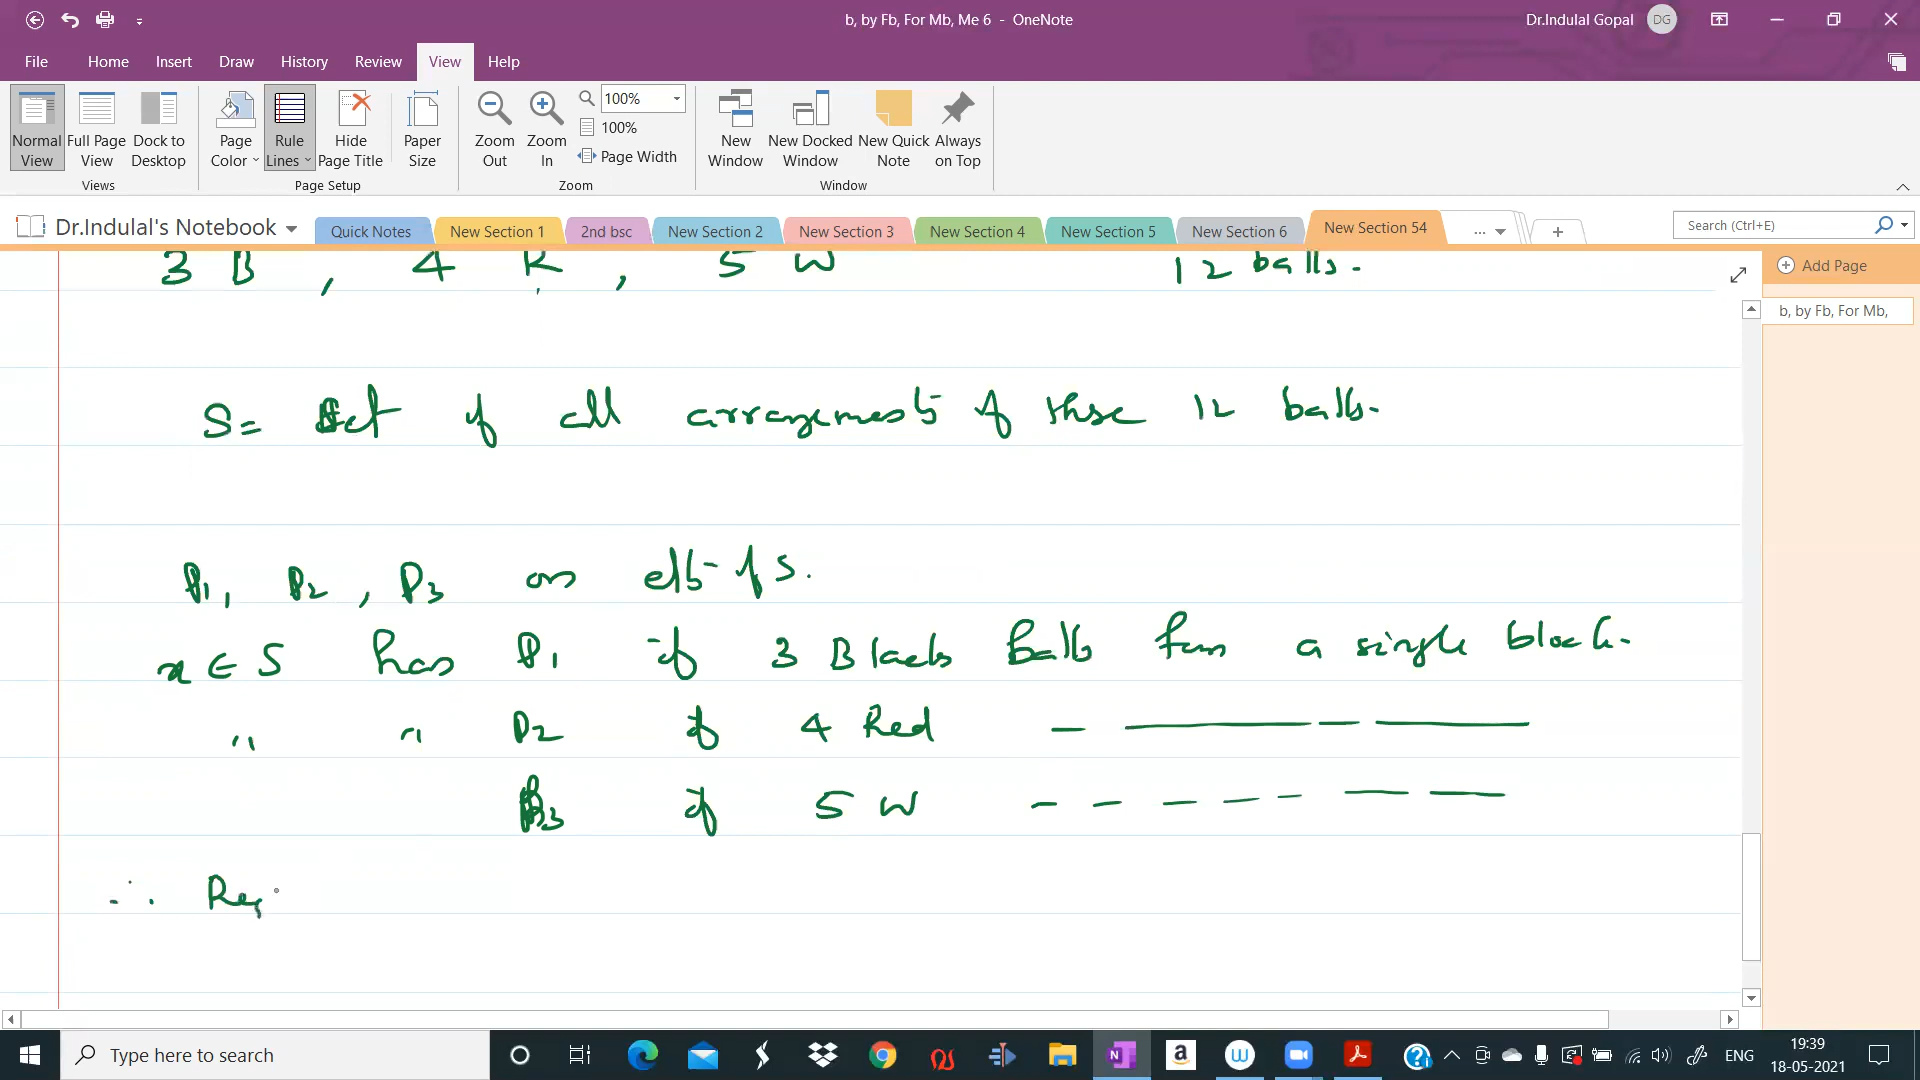 b, by Fb, For Mb, Me 6 - OneNote
Dr.Indulal Gopal DG
File Home Insert Draw History Review View Help
Normal View Full Page View Dock to Desktop Page Color Rule Lines Hide Page Title Paper Size Zoom Out Zoom In 100% 100% Page Width New Window New Docked Window New Quick Note Always on Top
Views Page Setup Zoom Window
Dr.Indulal's Notebook Quick Notes New Section 1 2nd bsc New Section 2 New Section 3 New Section 4 New Section 5 New Section 6 New Section 54 ... + Search (Ctrl+E)
Add Page
b, by Fb, For Mb,
3 B , 4 R , 5 W 12 balls.
S = Set of all arrangements of these 12 balls.
P1, P2, P3 on elts of S.
x ∈ S has P1 if 3 Blacks Balls form a single block.
" " P2 if 4 Red — ——— — ———
P3 if 5 W — — — — — — —
∴ Req
Type here to search
ENG 19:39
18-05-2021